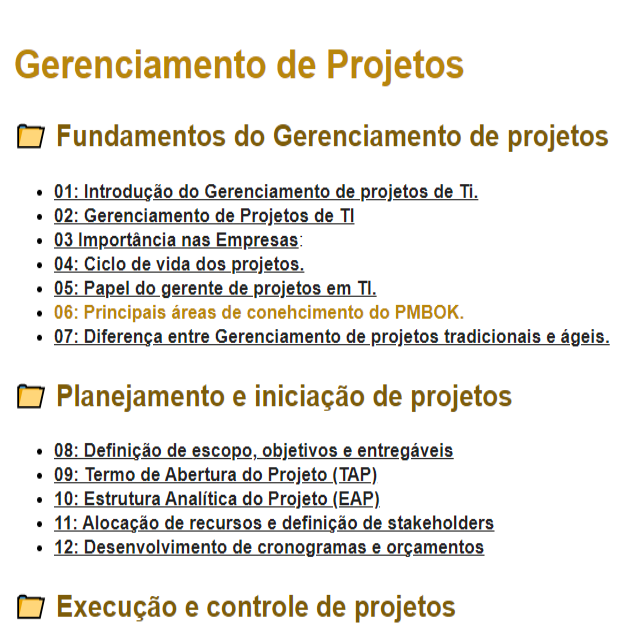 Gerenciamento de Projetos
Fundamentos do Gerenciamento de projetos
01: Introdução do Gerenciamento de projetos de Ti.
02: Gerenciamento de Projetos de TI
03 Importância nas Empresas:
04: Ciclo de vida dos projetos.
05: Papel do gerente de projetos em TI.
06: Principais áreas de conehcimento do PMBOK.
07: Diferença entre Gerenciamento de projetos tradicionais e ágeis.
Planejamento e iniciação de projetos
08: Definição de escopo, objetivos e entregáveis
09: Termo de Abertura do Projeto (TAP)
10: Estrutura Analítica do Projeto (EAP)
11: Alocação de recursos e definição de stakeholders
12: Desenvolvimento de cronogramas e orçamentos
Execução e controle de projetos